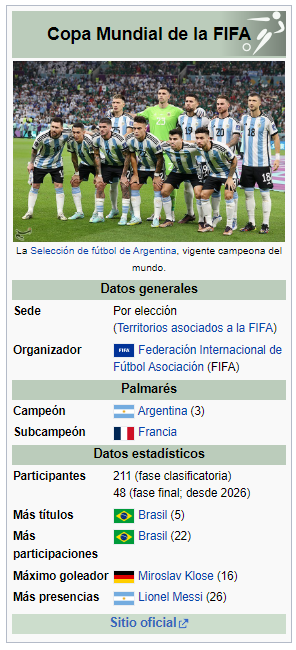 Copa Mundial de la FIFA
La Selección de fútbol de Argentina, vigente campeona del
mundo.
Datos generales
Sede Por elección
(Territorios asociados a la FIFA)
Organizador FIFA Federación Internacional de
Fútbol Asociación (FIFA)
Palmarés
Campeón Argentina (3)
Subcampeón Francia
Datos estadísticos
Participantes 211 (fase clasificatoria)
48 (fase final; desde 2026)
Más títulos Brasil (5)
Más Brasil (22)
participaciones
Máximo goleador Miroslav Klose (16)
Más presencias Lionel Messi (26)
Sitio oficial